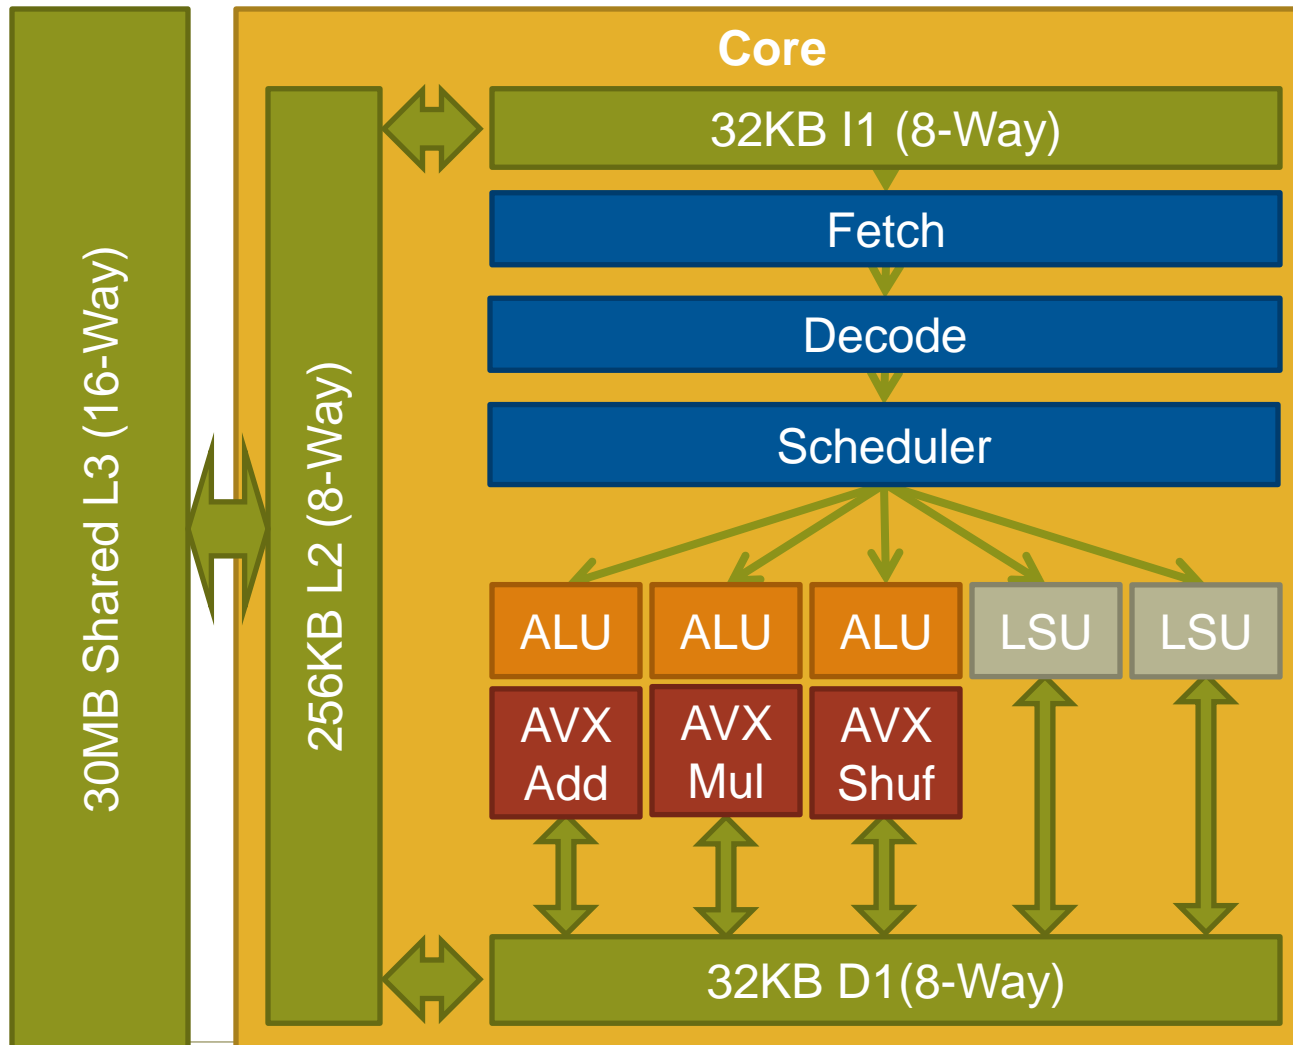 Core
30MB Shared L3 (16-Way)
256KB L2 (8-Way)
32KB I1 (8-Way)
Fetch
Decode
Scheduler
ALU
ALU
ALU
LSU
LSU
AVX
Add
AVX
Mul
AVX
Shuf
32KB D1(8-Way)